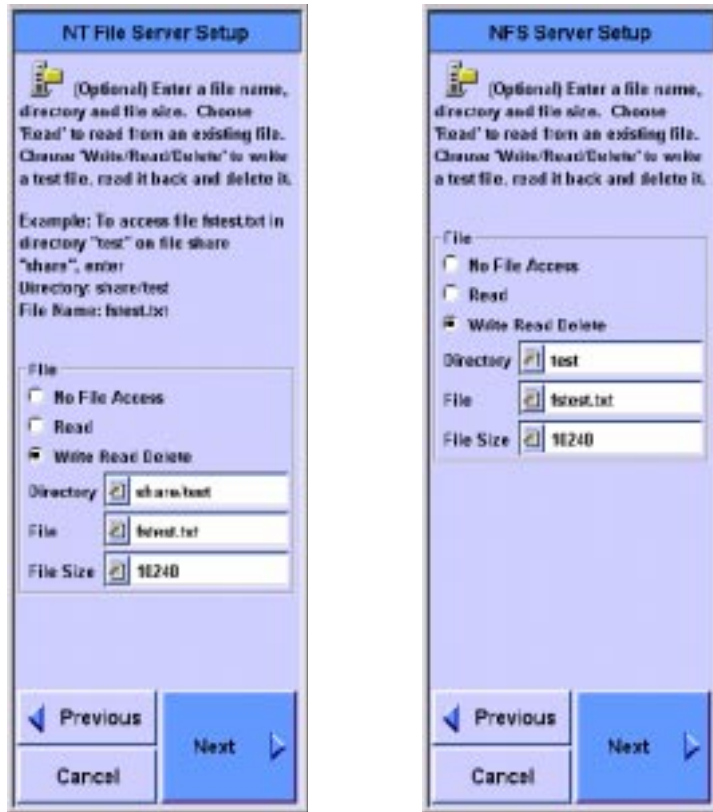 NT File Server Setup
(Optional) Enter a file name,
directory and file size. Choose
'Read' to read from an existing file.
Choose 'Write/Read/Delete' to write
a test file, read it back and delete it.
Example: To access file fstest.txt in
directory "test" on file share
"share", enter
Directory: share/test
File Name: fstest.txt
File
No File Access
Read
Write Read Delete
Directory share/test
File fstest.txt
File Size 10240
Previous
Next
Cancel
NFS Server Setup
(Optional) Enter a file name,
directory and file size. Choose
'Read' to read from an existing file.
Choose 'Write/Read/Delete' to write
a test file, read it back and delete it.
File
No File Access
Read
Write Read Delete
Directory test
File fstest.txt
File Size 10240
Previous
Next
Cancel